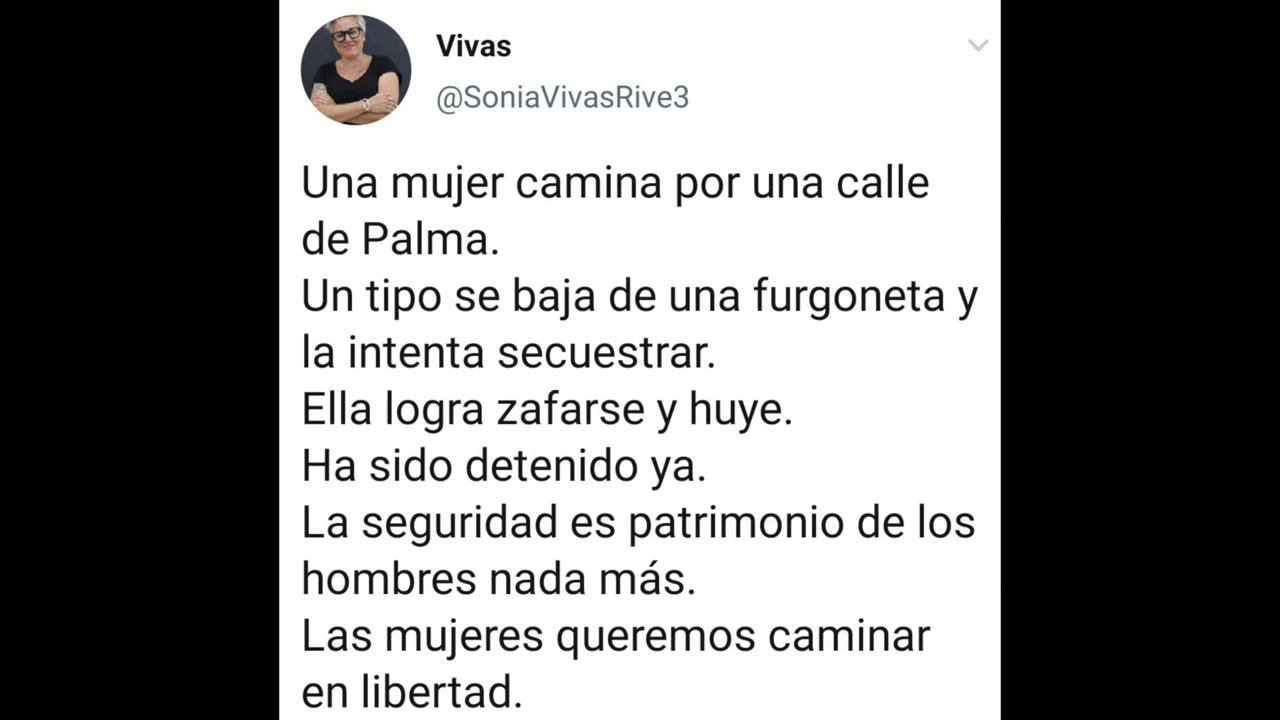 Vivas
@SoniaVivasRive3
Una mujer camina por una calle
de Palma.
Un tipo se baja de una furgoneta y
la intenta secuestrar.
Ella logra zafarse y huye.
Ha sido detenido ya.
La seguridad es patrimonio de los
hombres nada más.
Las mujeres queremos caminar
en libertad.